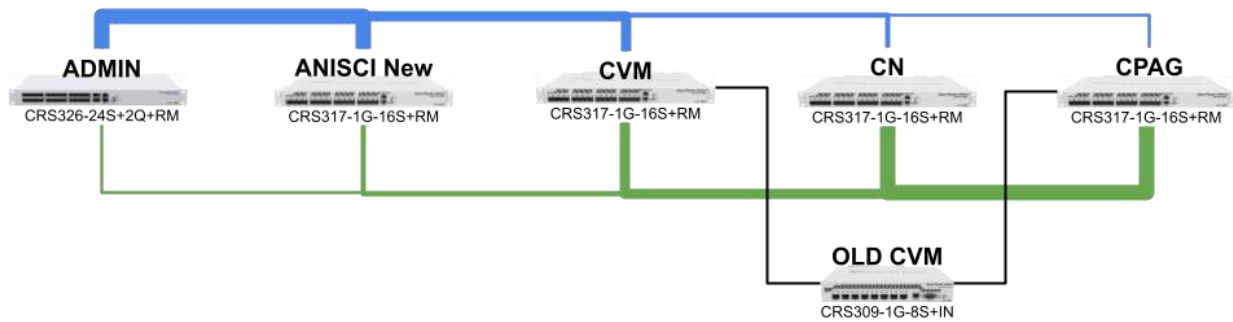 ADMIN
ANISCI New
CVM
CN
CPAG
CRS326-24S+2Q+RM
CRS317-1G-16S+RM
CRS317-1G-16S+RM
CRS317-1G-16S+RM
CRS317-1G-16S+RM
OLD CVM
CRS309-1G-8S+IN